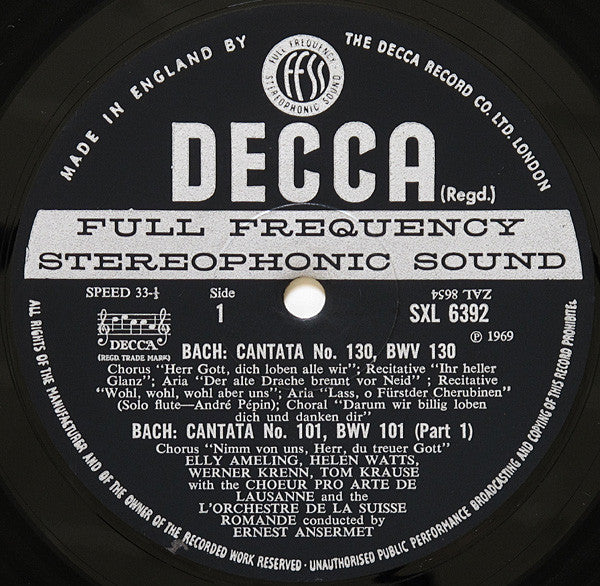 MADE IN ENGLAND BY THE DECCA RECORD CO. LTD. LONDON
FULL FREQUENCY
FFSS
STEREOPHONIC SOUND
DECCA (Regd.)
FULL FREQUENCY
STEREOPHONIC SOUND
SPEED 33-⅓
Side
1
ZAL 8654
SXL 6392
℗ 1969
DECCA
(REGD. TRADE MARK)
BACH: CANTATA No. 130, BWV 130
Chorus "Herr Gott, dich loben alle wir"; Recitative "Ihr heller
Glanz"; Aria "Der alte Drache brennt vor Neid" ; Recitative
"Wohl, wohl, wohl aber uns"; Aria "Lass, o Fürstder Cherubinen"
(Solo flute—André Pépin); Choral "Darum wir billig loben
dich und danken dir"
BACH: CANTATA No. 101, BWV 101 (Part 1)
Chorus "Nimm von uns, Herr, du treuer Gott"
ELLY AMELING, HELEN WATTS,
WERNER KRENN, TOM KRAUSE
with the CHOEUR PRO ARTE DE
LAUSANNE and the
L'ORCHESTRE DE LA SUISSE
ROMANDE conducted by
ERNEST ANSERMET
ALL RIGHTS OF THE MANUFACTURER AND OF THE OWNER OF THE RECORDED WORK RESERVED - UNAUTHORISED PUBLIC PERFORMANCE BROADCASTING AND COPYING OF THIS RECORD PROHIBITED